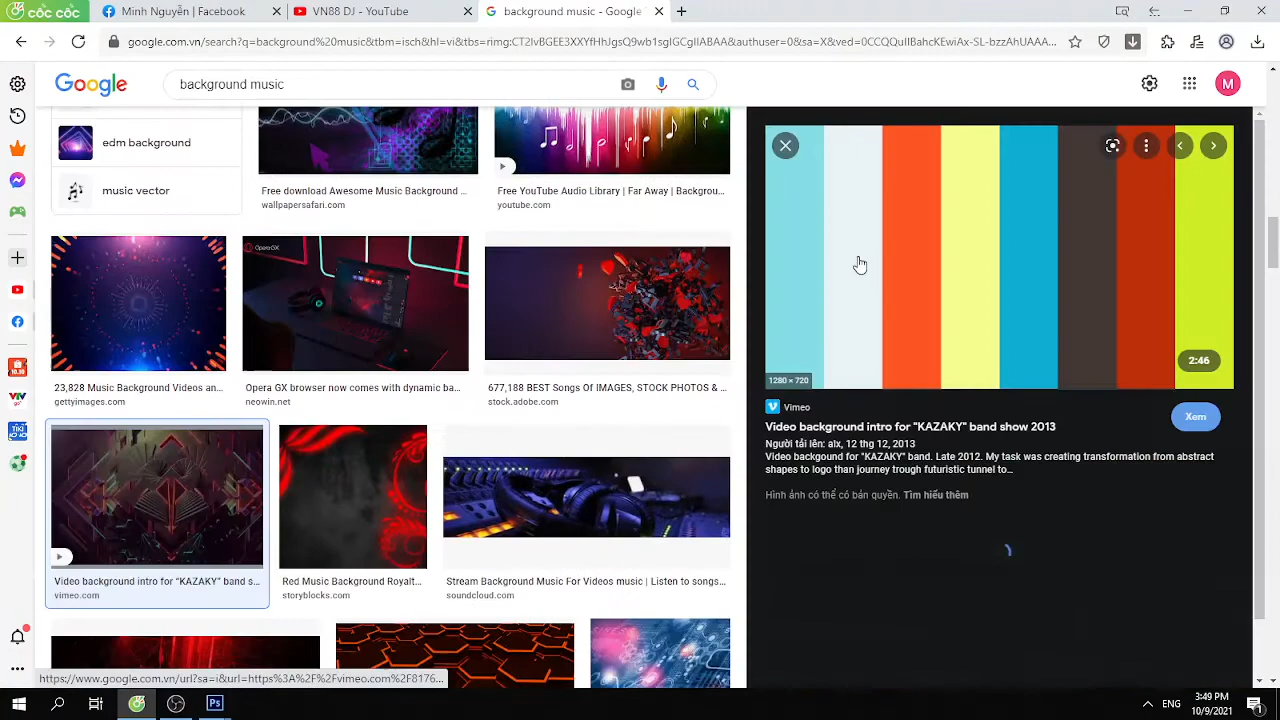 cốc cốc
Minh Nguyễn | Facebook
VN88 DJ - YouTube
background music - Google
google.com.vn/search?q=background%20music&tbm=isch&hl=vi&tbs=rimg:
Google
background music
M
edm background
music vector
Free download Awesome Music Background ...
wallpapersafari.com
Free YouTube Audio Library | Far Away | Backgrou...
youtube.com
Opera GX
23,828 Music Background Videos an...
gettyimages.com
Opera GX browser now comes with dynamic ba...
neowin.net
677,188 BEST Songs Of IMAGES, STOCK PHOTOS & ...
stock.adobe.com
Video background intro for "KAZAKY" band s...
vimeo.com
Red Music Background Royalt...
storyblocks.com
Stream Background Music For Videos music | Listen to songs...
soundcloud.com
2:46
1280 × 720
Vimeo
Xem
Video background intro for "KAZAKY" band show 2013
Người tải lên: alx, 12 thg 12, 2013
Video backgound for "KAZAKY" band. Late 2012. My task was creating transformation from abstract
shapes to logo than journey trough futuristic tunnel to...
Hình ảnh có thể có bản quyền. Tìm hiểu thêm
https://www.google.com.vn/url?sa=i&url=https%3A%2F%2Fvimeo.com%2F8176...
Ps
ENG
3:49 PM
10/9/2021